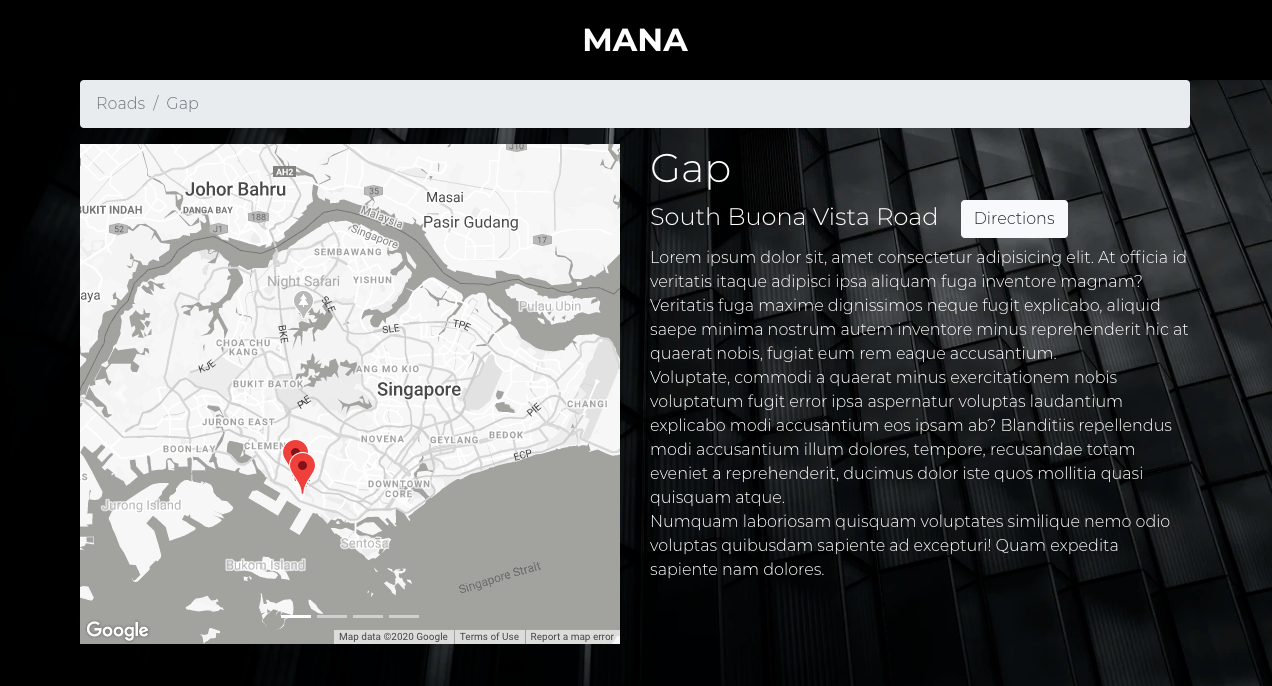 MANA
Roads / Gap
Gap
South Buona Vista Road
Directions
Lorem ipsum dolor sit, amet consectetur adipisicing elit. At officia id
veritatis itaque adipisci ipsa aliquam fuga inventore magnam?
Veritatis fuga maxime dignissimos neque fugit explicabo, aliquid
saepe minima nostrum autem inventore minus reprehenderit hic at
quaerat nobis, fugiat eum rem eaque accusantium.
Voluptate, commodi a quaerat minus exercitationem nobis
voluptatum fugit error ipsa aspernatur voluptas laudantium
explicabo modi accusantium eos ipsam ab? Blanditiis repellendus
modi accusantium illum dolores, tempore, recusandae totam
eveniet a reprehenderit, ducimus dolor iste quos mollitia quasi
quisquam atque.
Numquam laboriosam quisquam voluptates similique nemo odio
voluptas quibusdam sapiente ad excepturi! Quam expedita
sapiente nam dolores.
AH2
Johor Bahru
35
Masai
BUKIT INDAH
DANGA BAY
188
Malaysia
Pasir Gudang
52
J1
Singapore
17
SEMBAWANG
Night Safari
YISHUN
aya
SLE
Pulau Ubin
BKE
SLE
TPE
CHOA CHU
KANG
KJE
ANG MO KIO
BUKIT BATOK
Singapore
PIE
PIE
CHANGI
JURONG EAST
NOVENA
GEYLANG
BEDOK
BOON LAY
CLEMEN
ECP
DOWNTOWN
CORE
Jurong Island
Sentosa
Bukom Island
Singapore Strait
Google
Map data ©2020 Google
Terms of Use
Report a map error